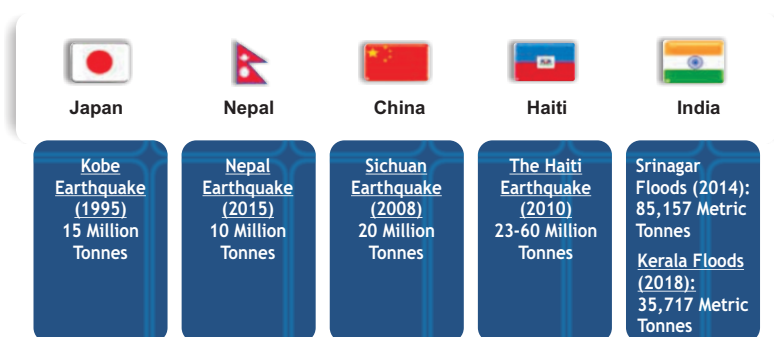 Japan
Nepal
China
Haiti
India
Kobe
Earthquake
(1995)
15 Million
Tonnes
Nepal
Earthquake
(2015)
10 Million
Tonnes
Sichuan
Earthquake
(2008)
20 Million
Tonnes
The Haiti
Earthquake
(2010)
23-60 Million
Tonnes
Srinagar
Floods (2014):
85,157 Metric
Tonnes
Kerala Floods
(2018):
35,717 Metric
Tonnes